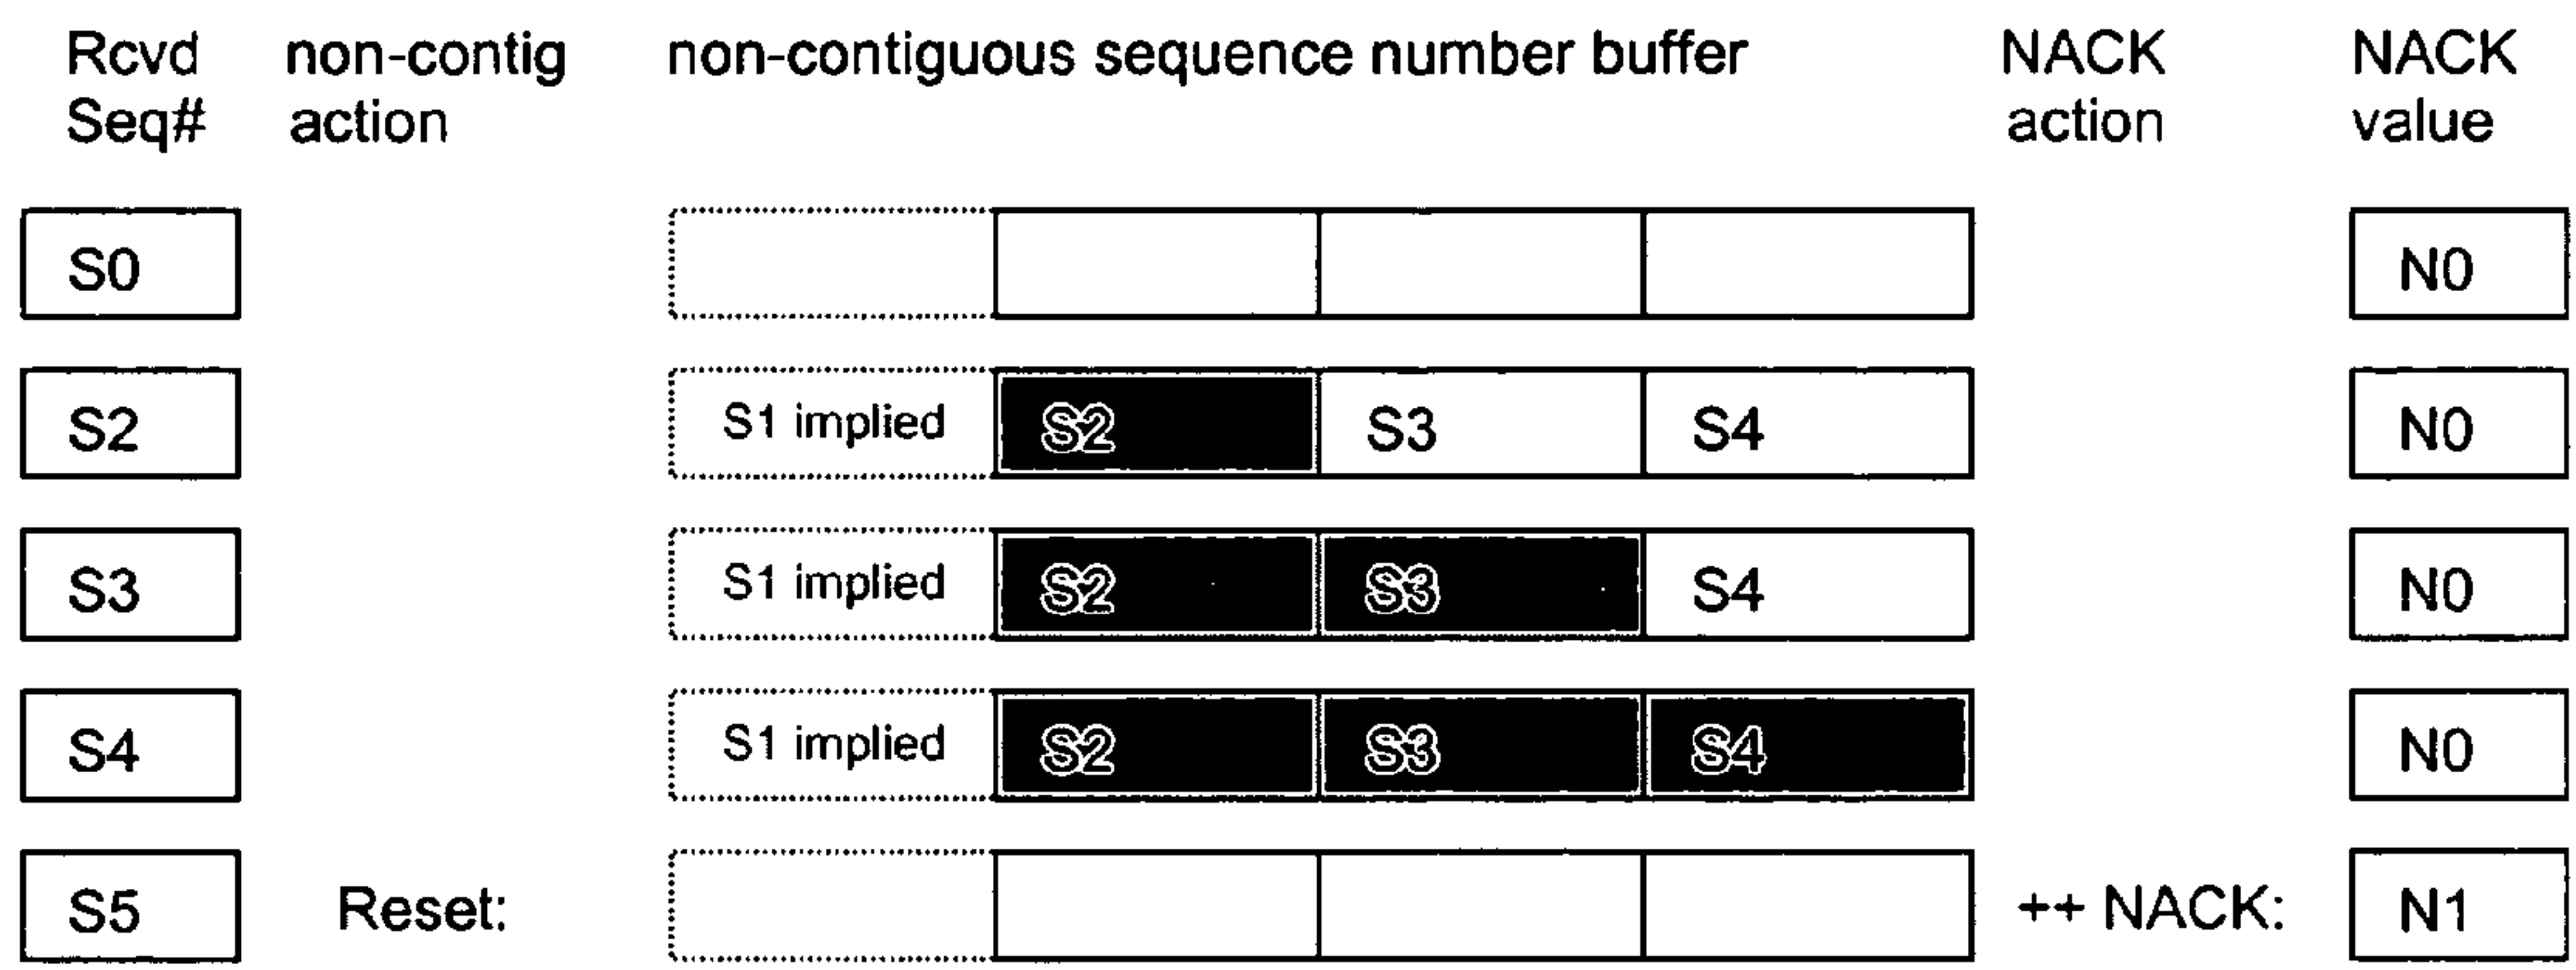 Rcvd Seq# non-contig action non-contiguous sequence number buffer NACK action NACK value
S0 N0
S2 S1 implied S2 S3 S4 N0
S3 S1 implied S2 S3 S4 N0
S4 S1 implied S2 S3 S4 N0
S5 Reset: ++ NACK: N1